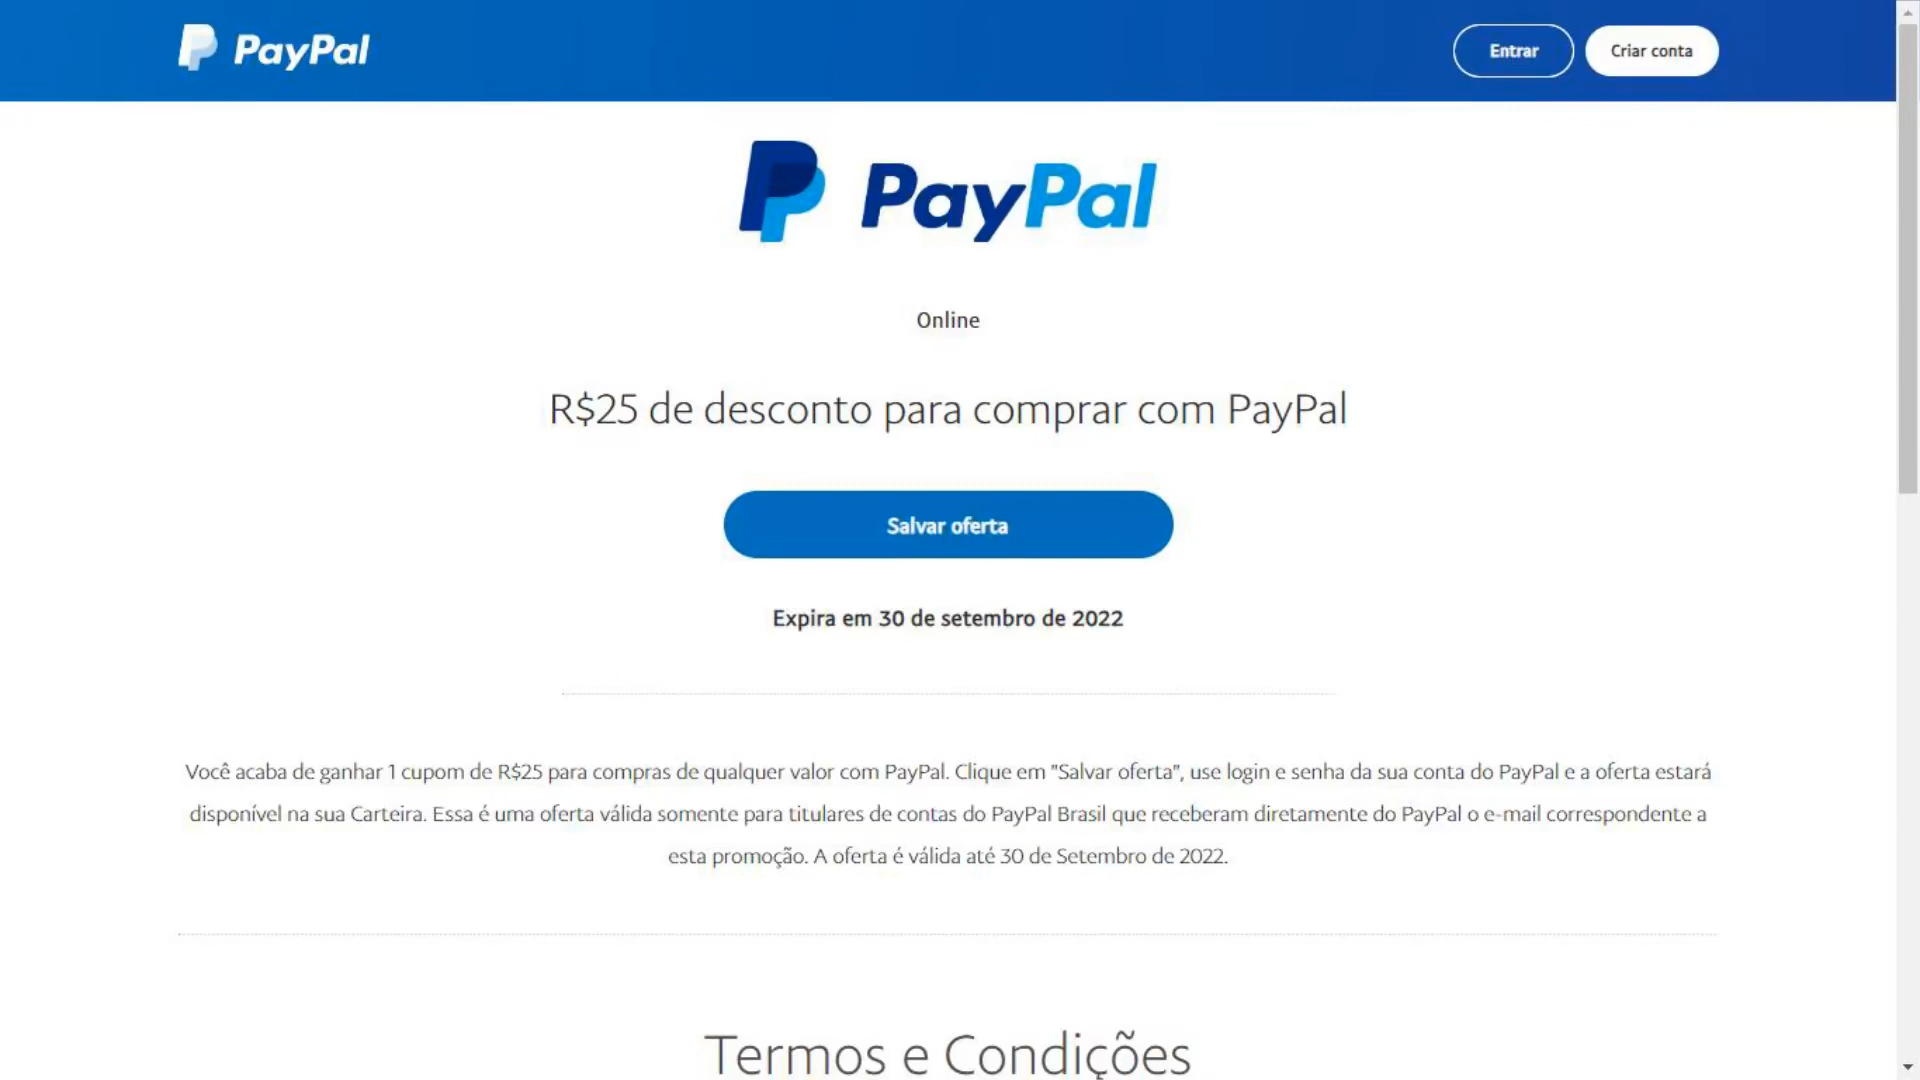 PayPal
Entrar
Criar conta
PayPal
Online
R$25 de desconto para comprar com PayPal
Salvar oferta
Expira em 30 de setembro de 2022
Você acaba de ganhar 1 cupom de R$25 para compras de qualquer valor com PayPal. Clique em "Salvar oferta", use login e senha da sua conta do PayPal e a oferta estará
disponível na sua Carteira. Essa é uma oferta válida somente para titulares de contas do PayPal Brasil que receberam diretamente do PayPal o e-mail correspondente a
esta promoção. A oferta é válida até 30 de Setembro de 2022.
Termos e Condições